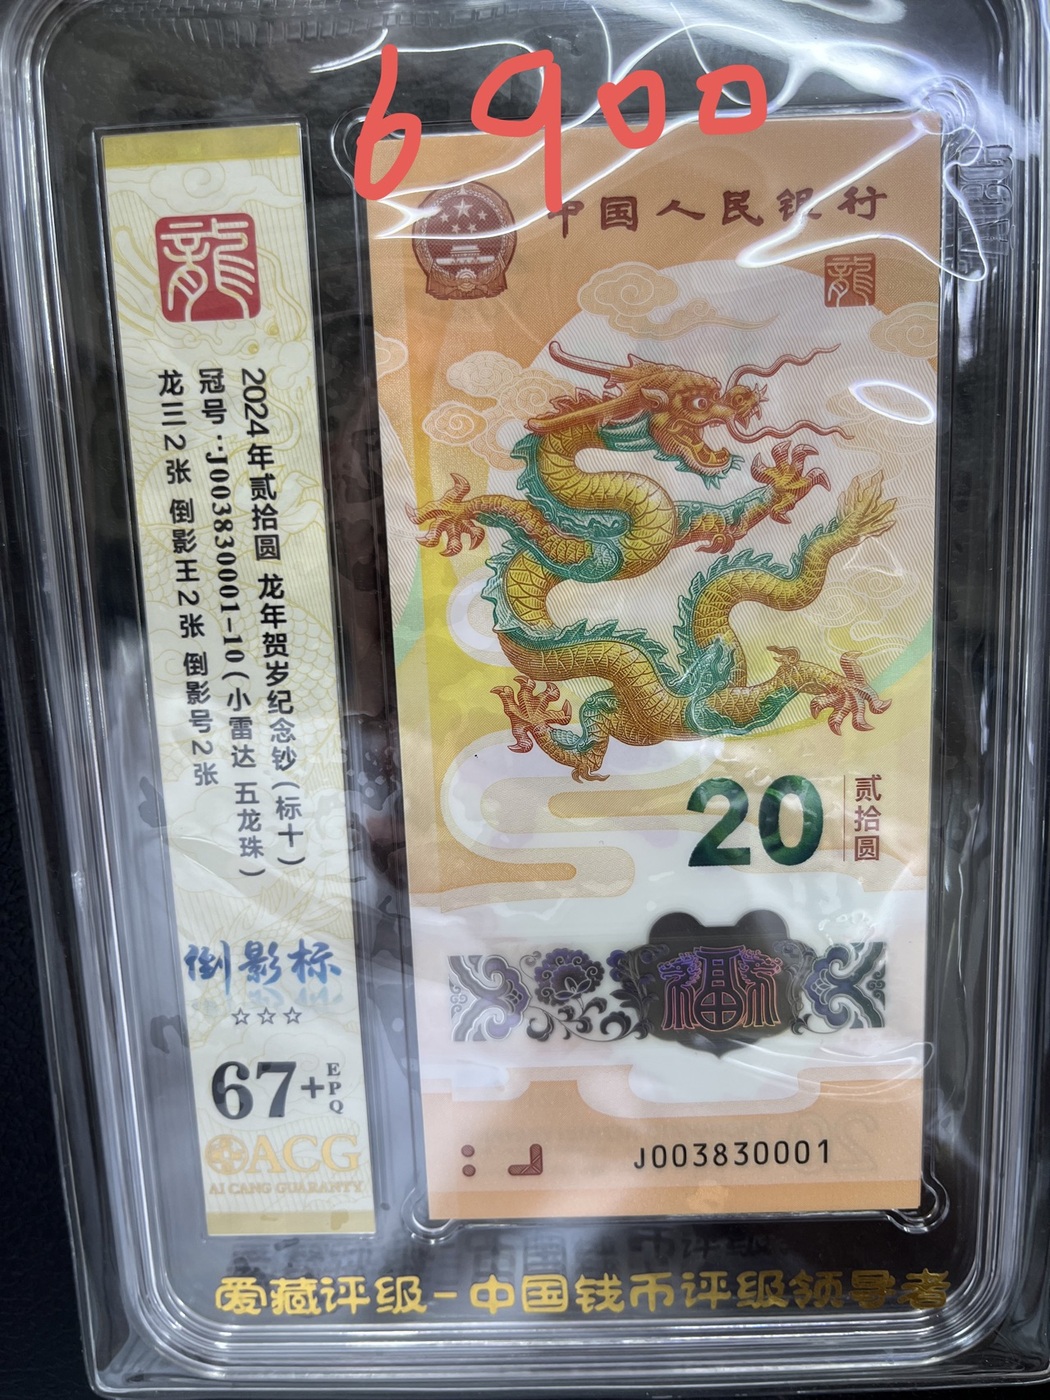 6900
龍
2024年贰拾圆 龙年贺岁纪念钞(标十)
冠号:J003830001-10(小雷达 五龙珠)
龙三2张 倒影王2张 倒影号2张
倒影标
☆☆☆
67+EPQ
ACG
AI CANG GUARANTY
中国人民银行
龍
20
贰拾圆
福
J003830001
爱藏评级-中国钱币评级领导者